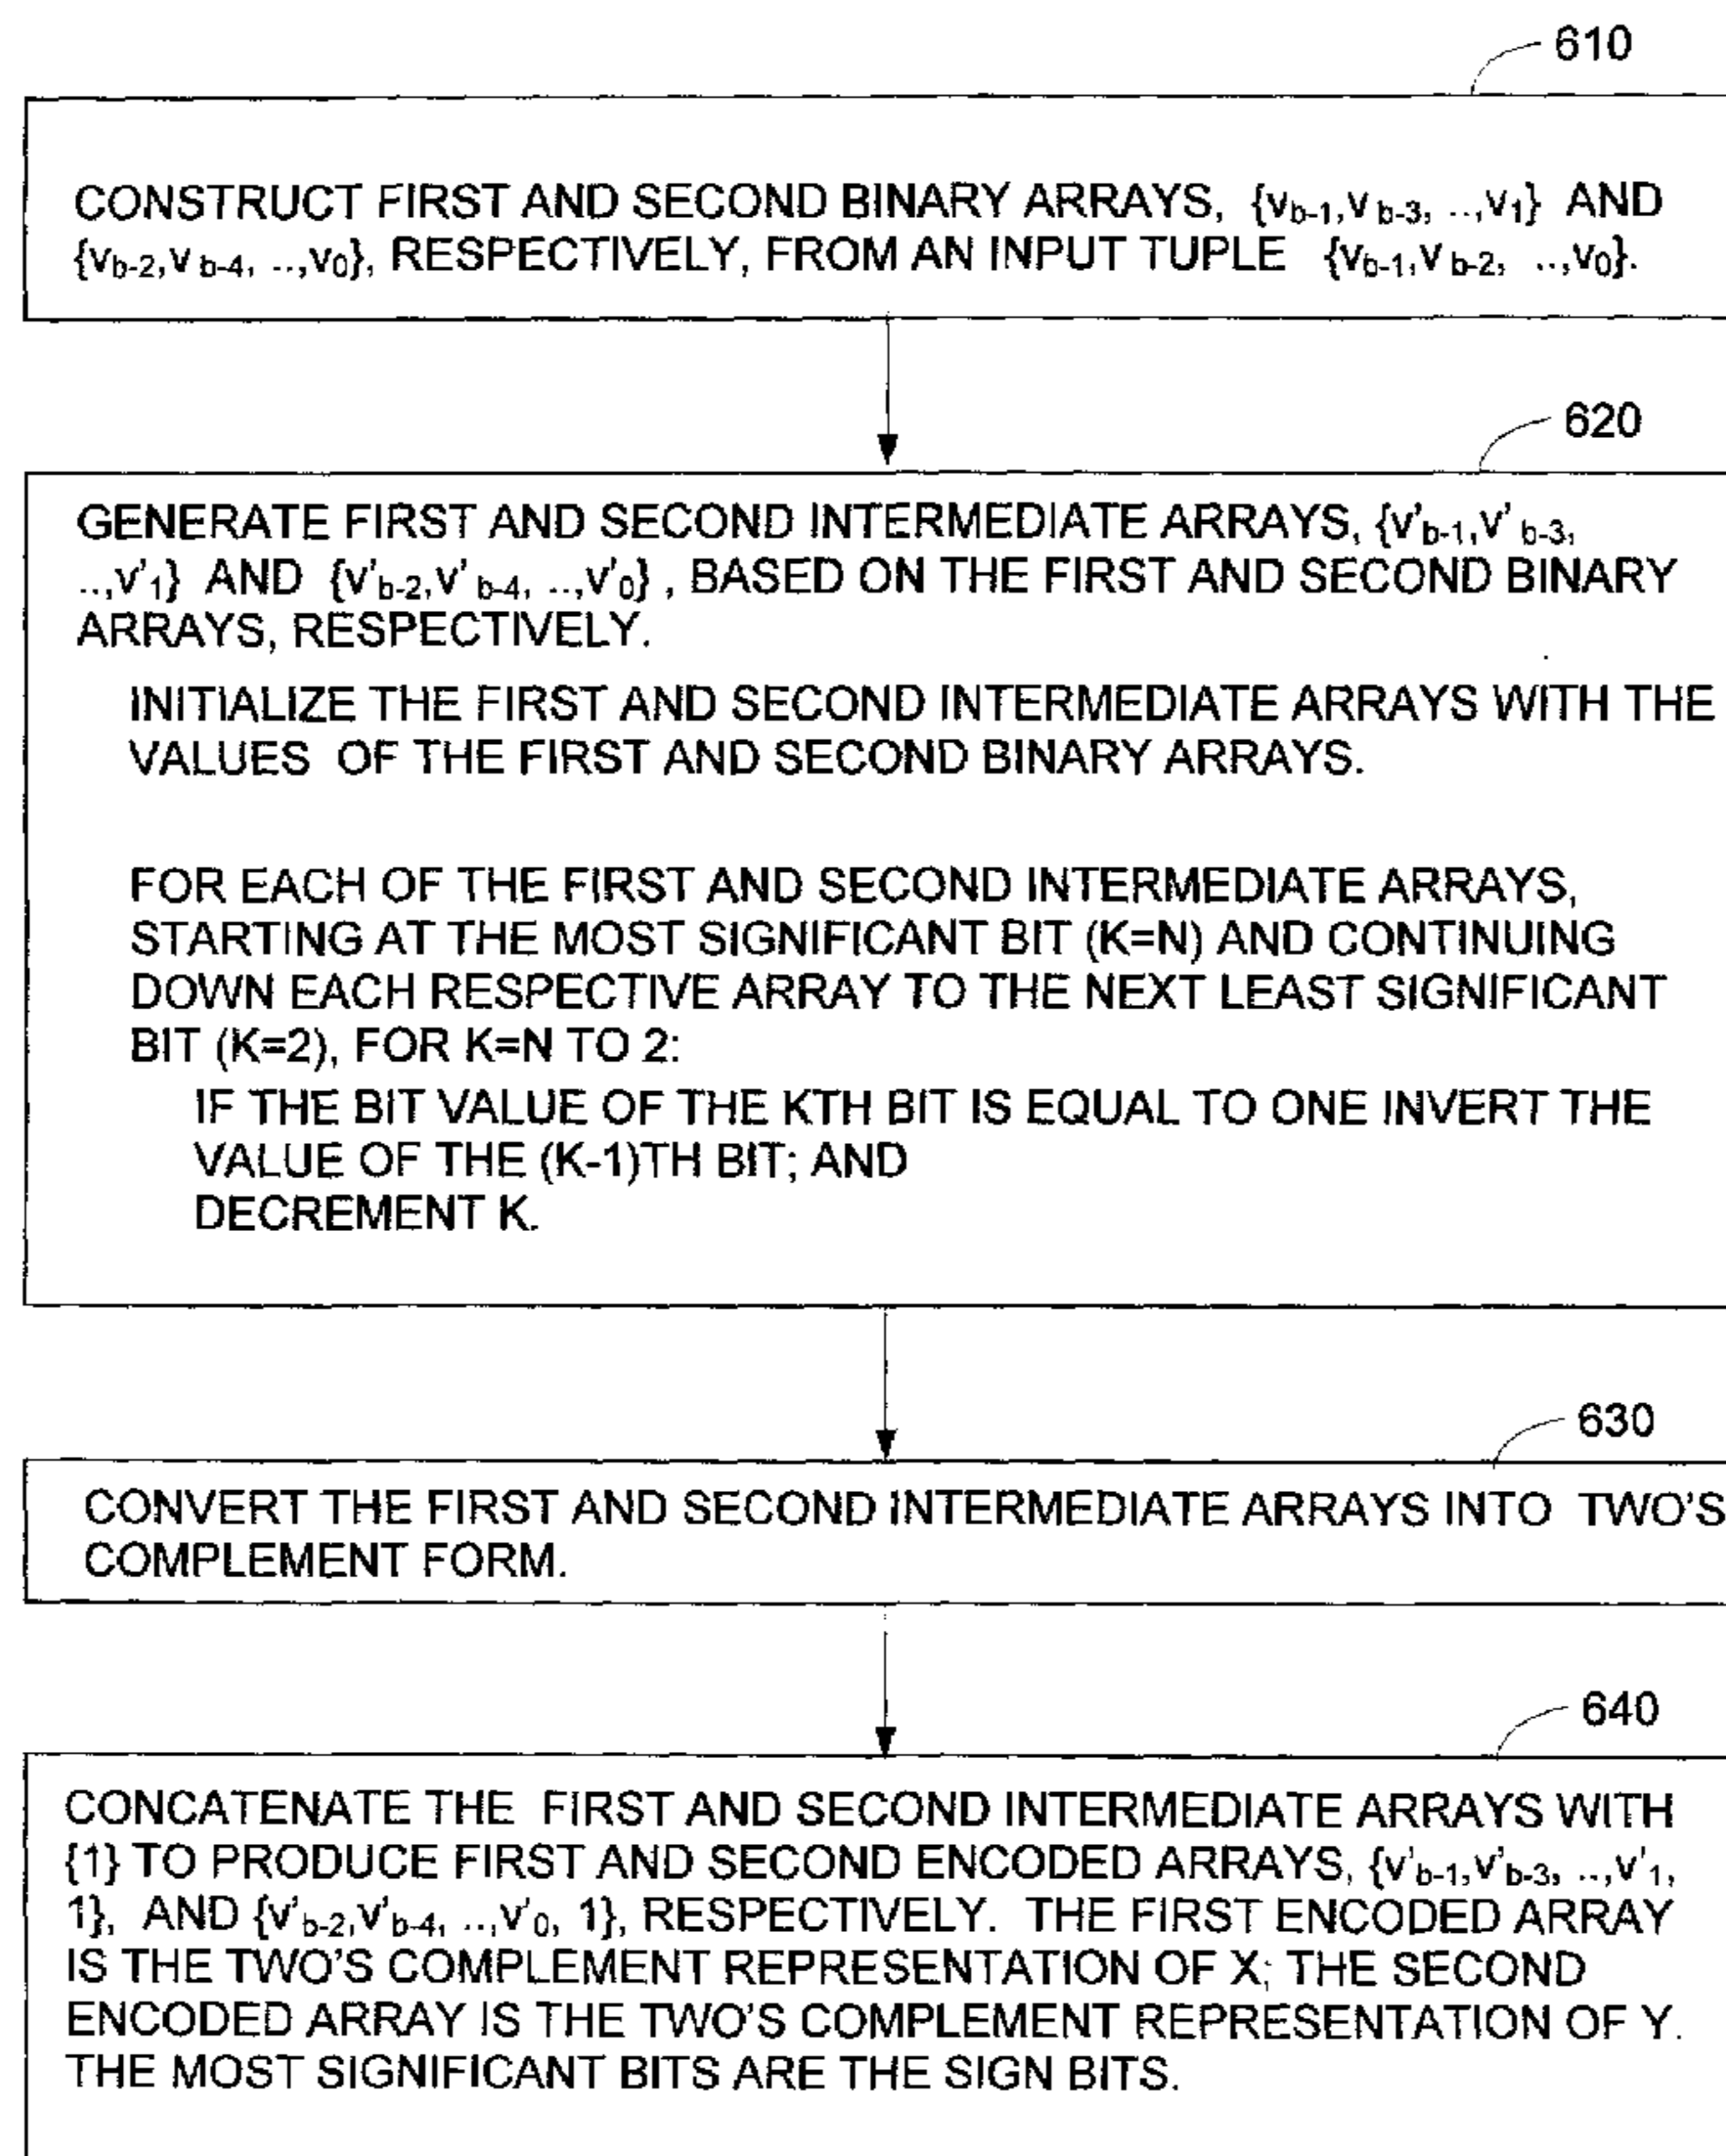 610
CONSTRUCT FIRST AND SECOND BINARY ARRAYS, {vb-1,v b-3, ..,v1} AND
{vb-2,v b-4, ..,v0}, RESPECTIVELY, FROM AN INPUT TUPLE {vb-1,v b-2, ..,v0}.
620
GENERATE FIRST AND SECOND INTERMEDIATE ARRAYS, {v'b-1,v' b-3,
..,v'1} AND {v'b-2,v' b-4, ..,v'0} , BASED ON THE FIRST AND SECOND BINARY
ARRAYS, RESPECTIVELY.
INITIALIZE THE FIRST AND SECOND INTERMEDIATE ARRAYS WITH THE
VALUES OF THE FIRST AND SECOND BINARY ARRAYS.
FOR EACH OF THE FIRST AND SECOND INTERMEDIATE ARRAYS,
STARTING AT THE MOST SIGNIFICANT BIT (K=N) AND CONTINUING
DOWN EACH RESPECTIVE ARRAY TO THE NEXT LEAST SIGNIFICANT
BIT (K=2), FOR K=N TO 2:
IF THE BIT VALUE OF THE KTH BIT IS EQUAL TO ONE INVERT THE
VALUE OF THE (K-1)TH BIT; AND
DECREMENT K.
630
CONVERT THE FIRST AND SECOND INTERMEDIATE ARRAYS INTO TWO'S
COMPLEMENT FORM.
640
CONCATENATE THE FIRST AND SECOND INTERMEDIATE ARRAYS WITH
{1} TO PRODUCE FIRST AND SECOND ENCODED ARRAYS, {v'b-1,v'b-3, ..,v'1,
1}, AND {v'b-2,v'b-4, ..,v'0, 1}, RESPECTIVELY. THE FIRST ENCODED ARRAY
IS THE TWO'S COMPLEMENT REPRESENTATION OF X; THE SECOND
ENCODED ARRAY IS THE TWO'S COMPLEMENT REPRESENTATION OF Y.
THE MOST SIGNIFICANT BITS ARE THE SIGN BITS.